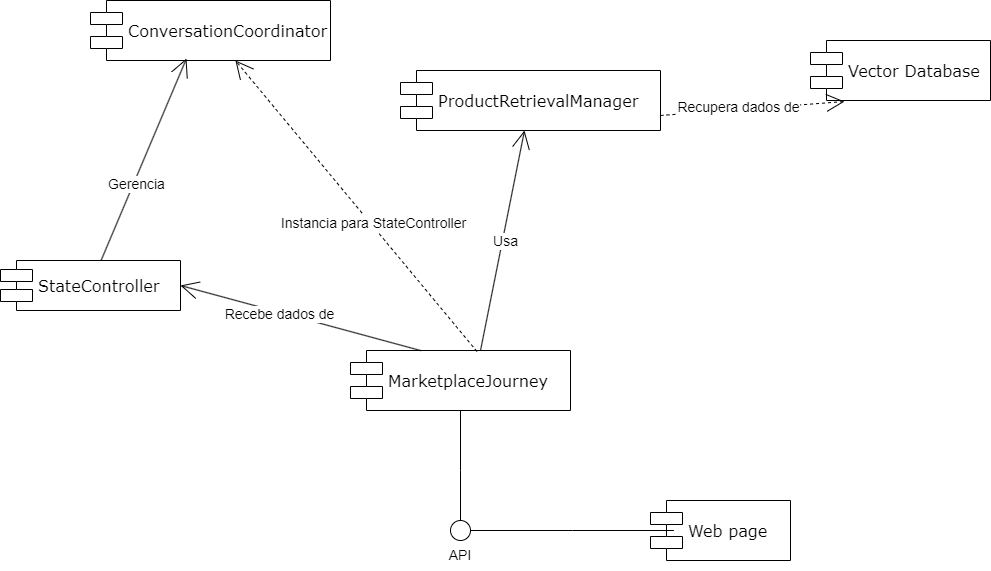 ConversationCoordinator
Vector Database
ProductRetrievalManager
Recupera dados de
Gerencia
Instancia para StateController
Usa
StateController
Recebe dados de
MarketplaceJourney
Web page
API